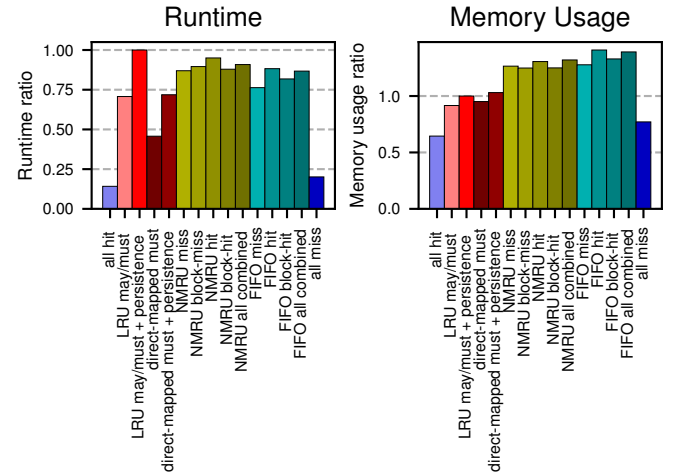 Runtime
Runtime ratio
1.00
0.75
0.50
0.25
0.00
all hit
LRU may/must
LRU may/must + persistence
direct-mapped must
direct-mapped must + persistence
NMRU miss
NMRU block-miss
NMRU hit
NMRU block-hit
NMRU all combined
FIFO miss
FIFO hit
FIFO block-hit
FIFO all combined
all miss
Memory Usage
Memory usage ratio
1.0
0.5
0.0
all hit
LRU may/must
LRU may/must + persistence
direct-mapped must
direct-mapped must + persistence
NMRU miss
NMRU block-miss
NMRU hit
NMRU block-hit
NMRU all combined
FIFO miss
FIFO hit
FIFO block-hit
FIFO all combined
all miss